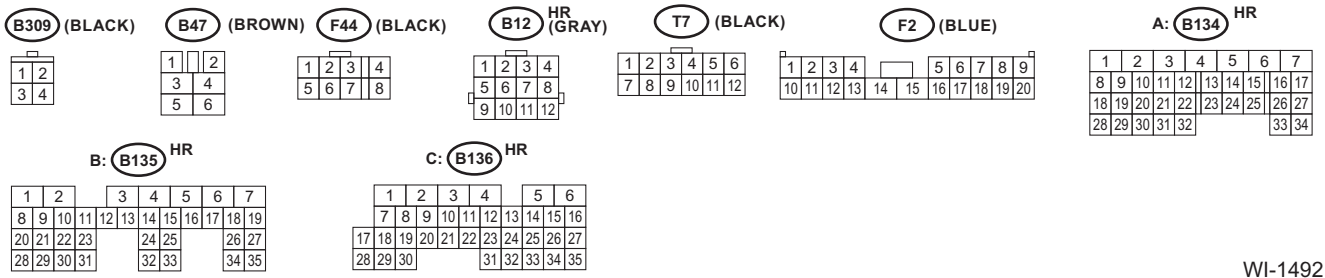 B309 (BLACK) B47 (BROWN) F44 (BLACK) B12 HR (GRAY) T7 (BLACK) F2 (BLUE) A: B134 HR
1 2
3 4
1 2
3 4
5 6
1 2 3 4
5 6 7 8
1 2 3 4
5 6 7 8
9 10 11 12
1 2 3 4 5 6
7 8 9 10 11 12
1 2 3 4 5 6 7 8 9
10 11 12 13 14 15 16 17 18 19 20
1 2 3 4 5 6 7
8 9 10 11 12 13 14 15 16 17
18 19 20 21 22 23 24 25 26 27
28 29 30 31 32 33 34
B: B135 HR
1 2 3 4 5 6 7
8 9 10 11 12 13 14 15 16 17 18 19
20 21 22 23 24 25 26 27
28 29 30 31 32 33 34 35
C: B136 HR
1 2 3 4 5 6
7 8 9 10 11 12 13 14 15 16
17 18 19 20 21 22 23 24 25 26 27
28 29 30 31 32 33 34 35
WI-1492